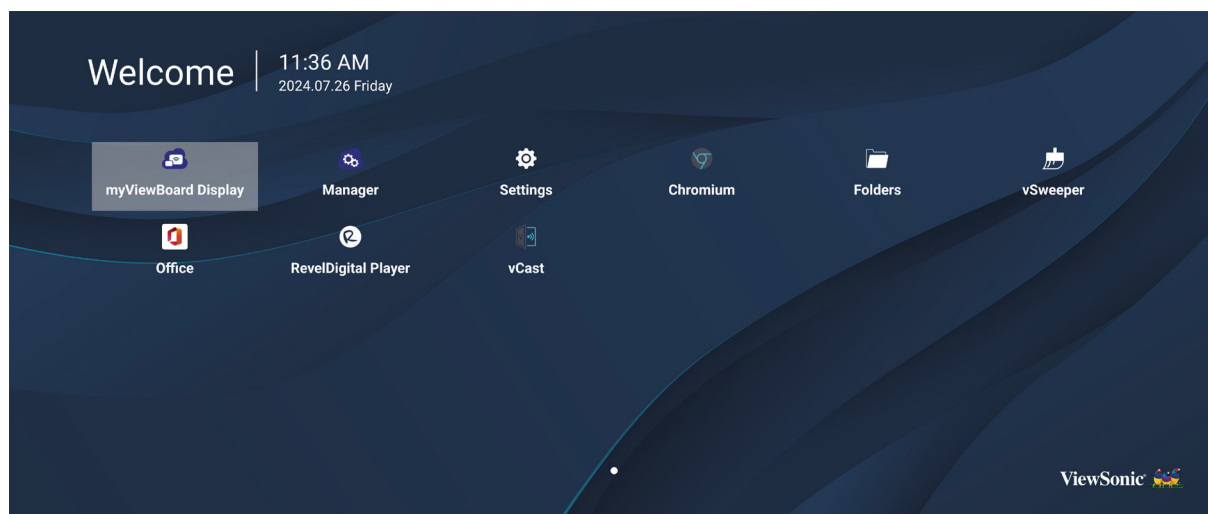 Welcome
11:36 AM
2024.07.26 Friday
myViewBoard Display
Manager
Settings
Chromium
Folders
vSweeper
Office
RevelDigital Player
vCast
ViewSonic